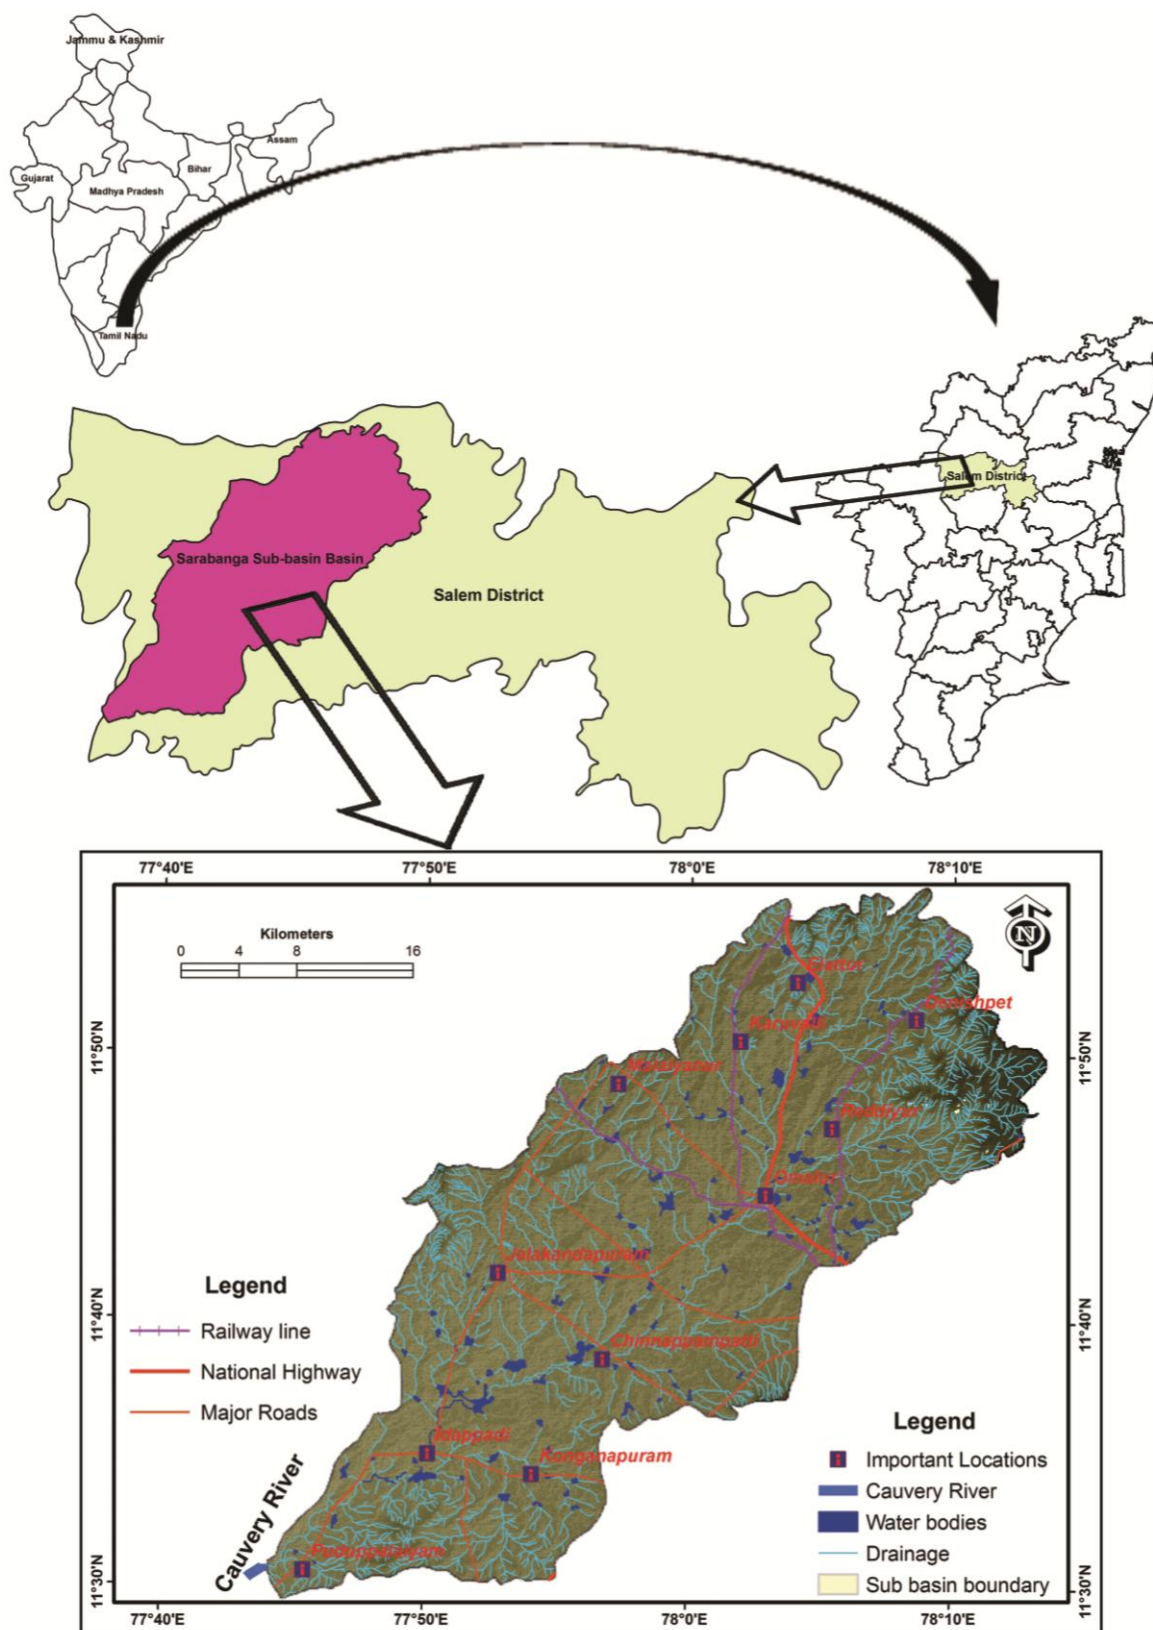 Jammu & Kashmir
Assam
Bihar
Gujarat
Madhya Pradesh
Tamil Nadu
Salem District
Sarabanga Sub-basin Basin
Salem District
77°40'E 77°50'E 78°0'E 78°10'E
Kilometers
0 4 8 16
N
11°50'N
11°50'N
Omalur
Jalakandapuram
Legend
Railway line
National Highway
Major Roads
11°40'N
11°40'N
Chinnappampatti
Idappadi
Konganapuram
Legend
Important Locations
Cauvery River
Water bodies
Drainage
Sub basin boundary
Cauvery River
11°30'N
11°30'N
77°40'E 77°50'E 78°0'E 78°10'E